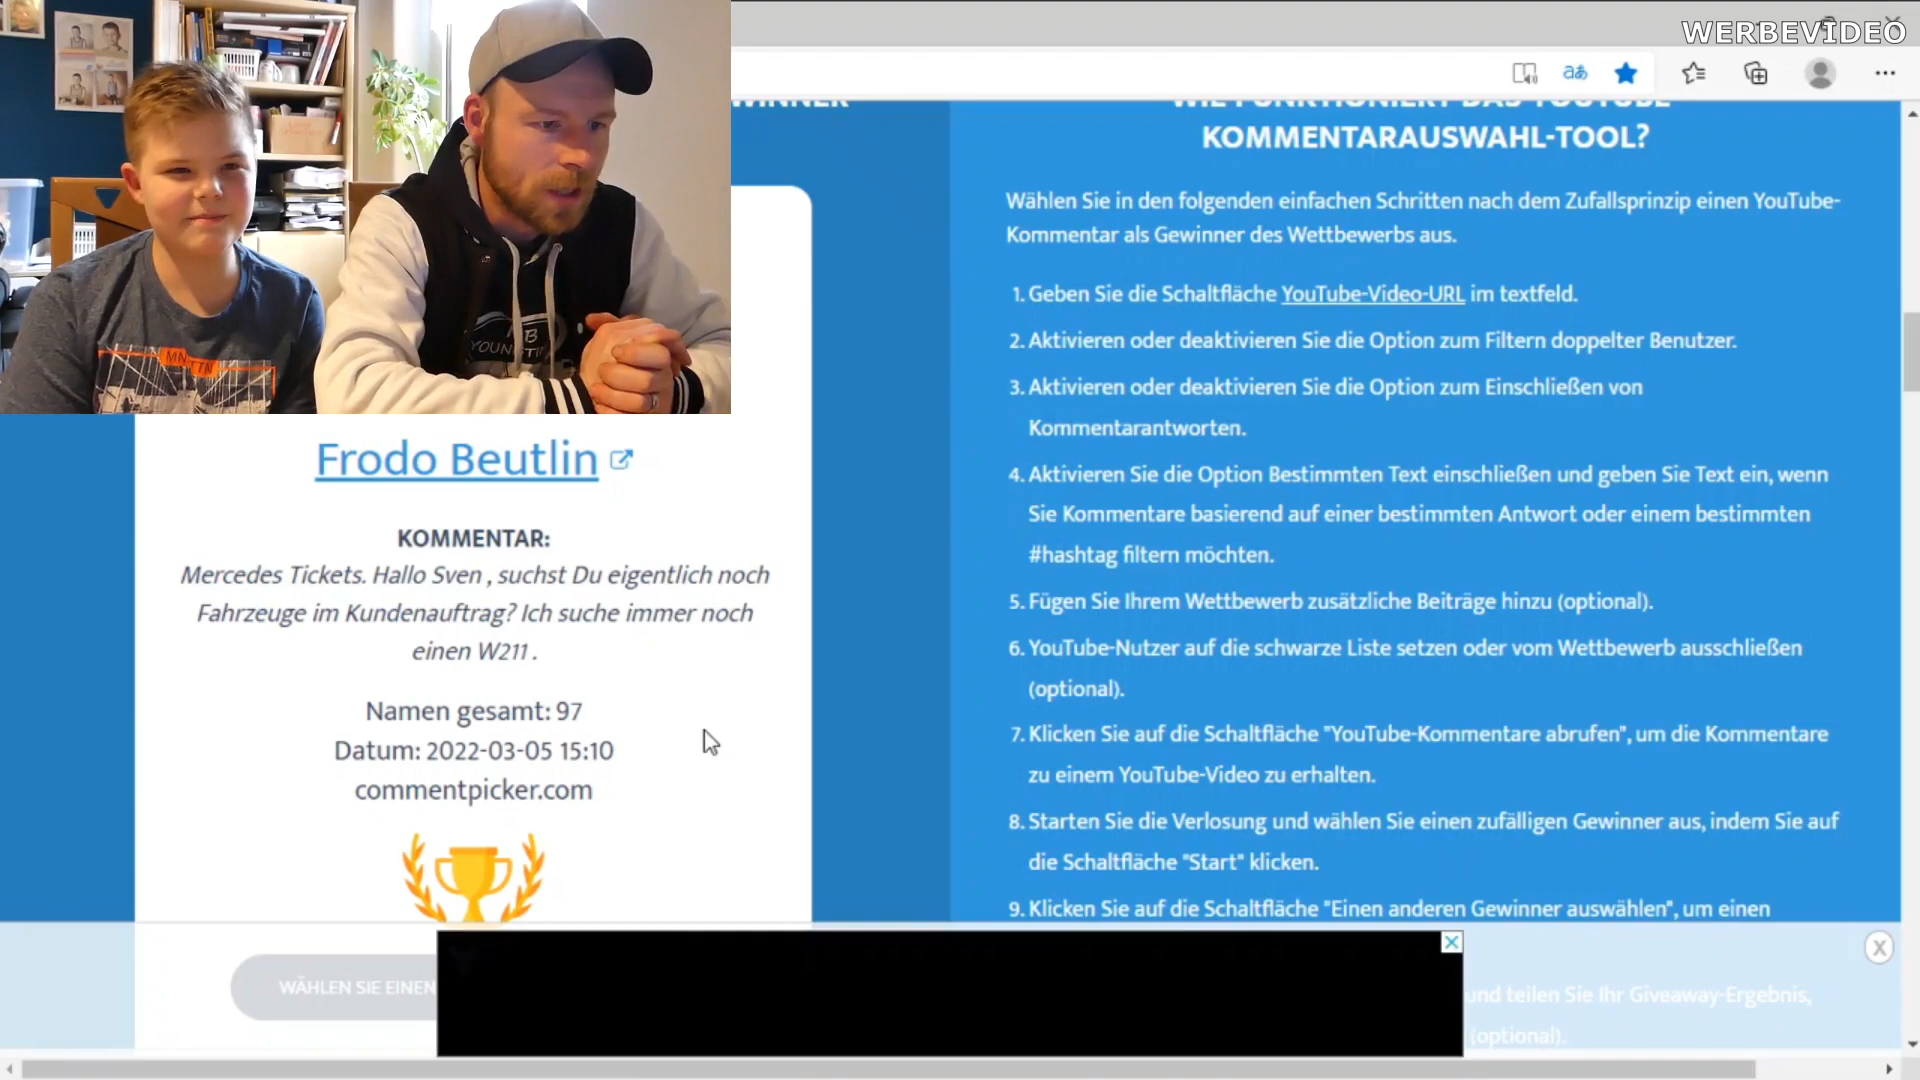 WERBEVIDEO
WIE FUNKTIONIERT DAS YOUTUBE
KOMMENTARAUSWAHL-TOOL?
Wählen Sie in den folgenden einfachen Schritten nach dem Zufallsprinzip einen YouTube-
Kommentar als Gewinner des Wettbewerbs aus.
1. Geben Sie die Schaltfläche YouTube-Video-URL im textfeld.
2. Aktivieren oder deaktivieren Sie die Option zum Filtern doppelter Benutzer.
3. Aktivieren oder deaktivieren Sie die Option zum Einschließen von
Kommentarantworten.
4. Aktivieren Sie die Option Bestimmten Text einschließen und geben Sie Text ein, wenn
Sie Kommentare basierend auf einer bestimmten Antwort oder einem bestimmten
#hashtag filtern möchten.
5. Fügen Sie Ihrem Wettbewerb zusätzliche Beiträge hinzu (optional).
6. YouTube-Nutzer auf die schwarze Liste setzen oder vom Wettbewerb ausschließen
(optional).
7. Klicken Sie auf die Schaltfläche "YouTube-Kommentare abrufen", um die Kommentare
zu einem YouTube-Video zu erhalten.
8. Starten Sie die Verlosung und wählen Sie einen zufälligen Gewinner aus, indem Sie auf
die Schaltfläche "Start" klicken.
9. Klicken Sie auf die Schaltfläche "Einen anderen Gewinner auswählen", um einen
und teilen Sie Ihr Giveaway-Ergebnis,
(optional).
Frodo Beutlin
KOMMENTAR:
Mercedes Tickets. Hallo Sven , suchst Du eigentlich noch
Fahrzeuge im Kundenauftrag? Ich suche immer noch
einen W211 .
Namen gesamt: 97
Datum: 2022-03-05 15:10
commentpicker.com
WÄHLEN SIE EINEN